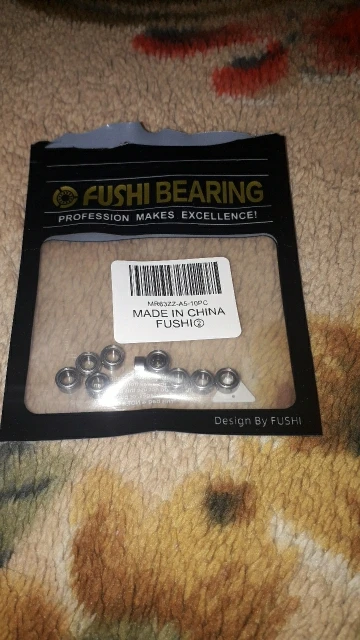 FUSHI BEARING
PROFESSION MAKES EXCELLENCE!
MR63ZZ-A5-10PC
MADE IN CHINA
FUSHI②
Design By FUSHI